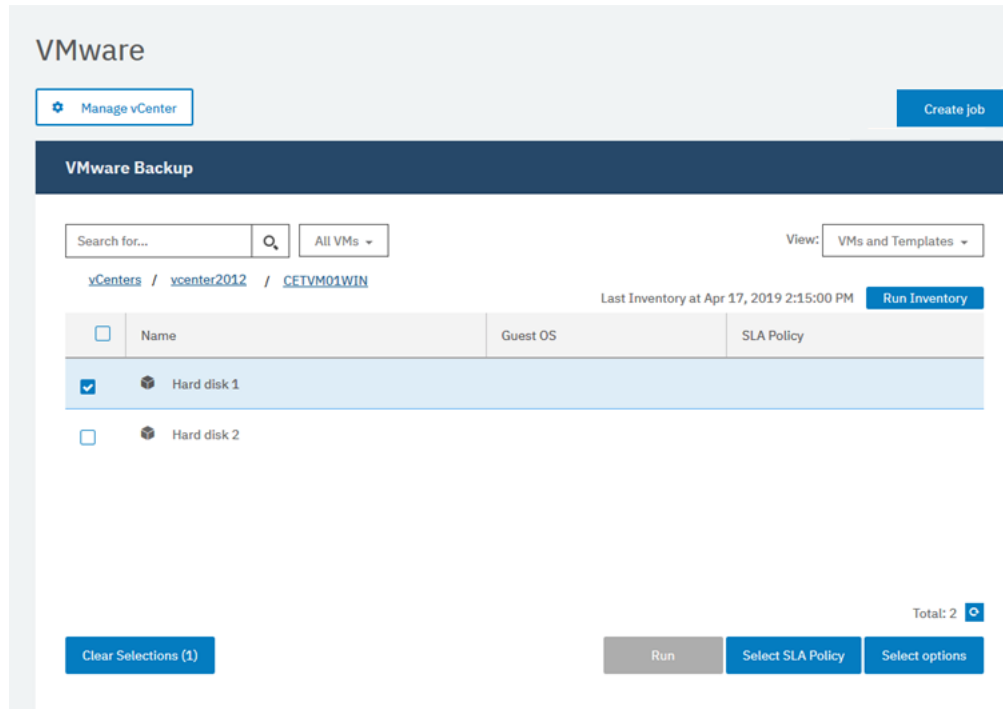 VMware
Manage vCenter
Create job
VMware Backup
Search for...
All VMs
View: VMs and Templates
vCenters / vcenter2012 / CETVM01WIN
Last Inventory at Apr 17, 2019 2:15:00 PM Run Inventory
Name Guest OS SLA Policy
Hard disk 1
Hard disk 2
Total: 2
Clear Selections (1) Run Select SLA Policy Select options